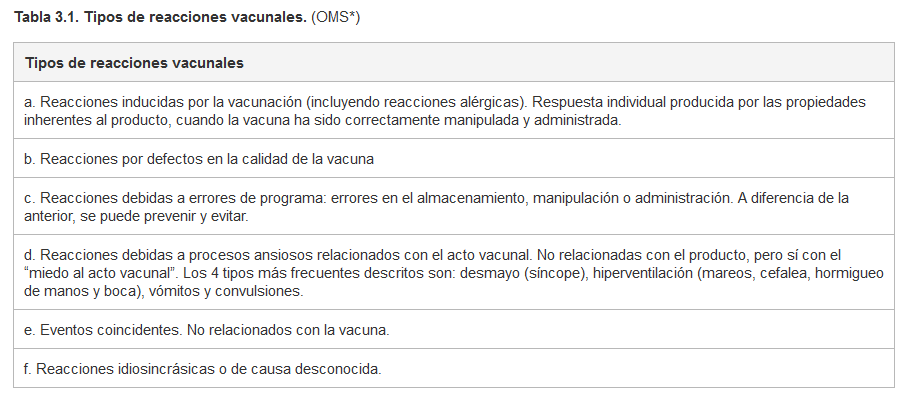 Tabla 3.1. Tipos de reacciones vacunales. (OMS*)
Tipos de reacciones vacunales
a. Reacciones inducidas por la vacunación (incluyendo reacciones alérgicas). Respuesta individual producida por las propiedades
inherentes al producto, cuando la vacuna ha sido correctamente manipulada y administrada.
b. Reacciones por defectos en la calidad de la vacuna
c. Reacciones debidas a errores de programa: errores en el almacenamiento, manipulación o administración. A diferencia de la
anterior, se puede prevenir y evitar.
d. Reacciones debidas a procesos ansiosos relacionados con el acto vacunal. No relacionadas con el producto, pero sí con el
“miedo al acto vacunal”. Los 4 tipos más frecuentes descritos son: desmayo (síncope), hiperventilación (mareos, cefalea, hormigueo
de manos y boca), vómitos y convulsiones.
e. Eventos coincidentes. No relacionados con la vacuna.
f. Reacciones idiosincrásicas o de causa desconocida.